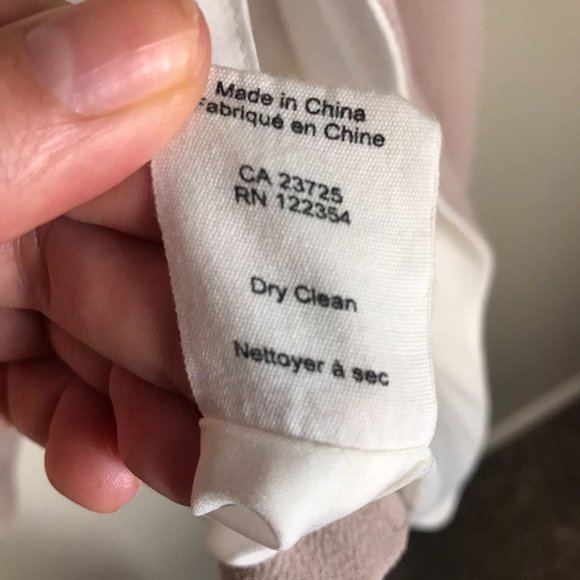 Made in China
Fabriqué en Chine
CA 23725
RN 122354
Dry Clean
Nettoyer à sec